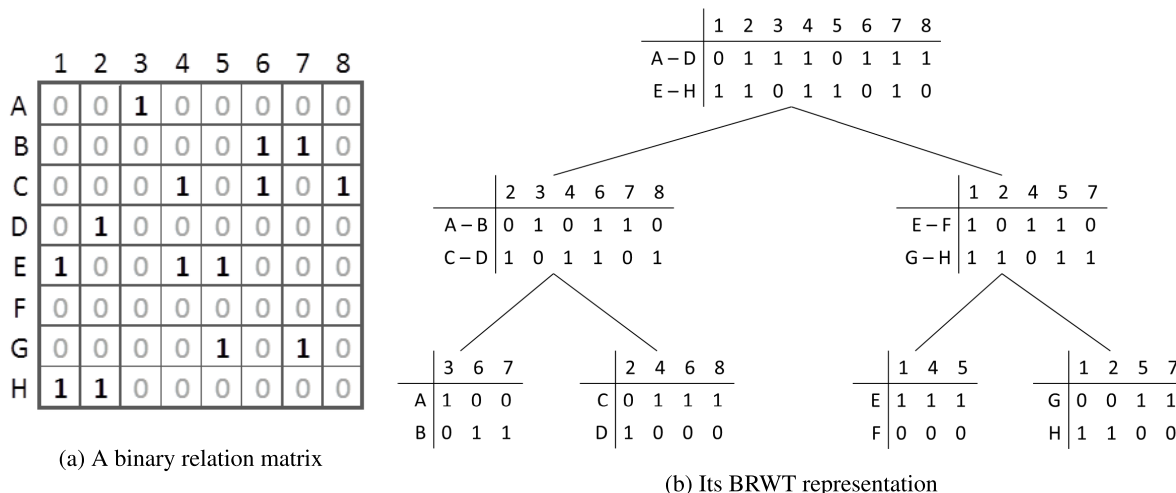 1 2 3 4 5 6 7 8
A 0 0 1 0 0 0 0 0
B 0 0 0 0 0 1 1 0
C 0 0 0 1 0 1 0 1
D 0 1 0 0 0 0 0 0
E 1 0 0 1 1 0 0 0
F 0 0 0 0 0 0 0 0
G 0 0 0 0 1 0 1 0
H 1 1 0 0 0 0 0 0
(a) A binary relation matrix
1 2 3 4 5 6 7 8
A – D 0 1 1 1 0 1 1 1
E – H 1 1 0 1 1 0 1 0
2 3 4 6 7 8
A – B 0 1 0 1 1 0
C – D 1 0 1 1 0 1
1 2 4 5 7
E – F 1 0 1 1 0
G – H 1 1 0 1 1
3 6 7
A 1 0 0
B 0 1 1
2 4 6 8
C 0 1 1 1
D 1 0 0 0
1 4 5
E 1 1 1
F 0 0 0
1 2 5 7
G 0 0 1 1
H 1 1 0 0
(b) Its BRWT representation